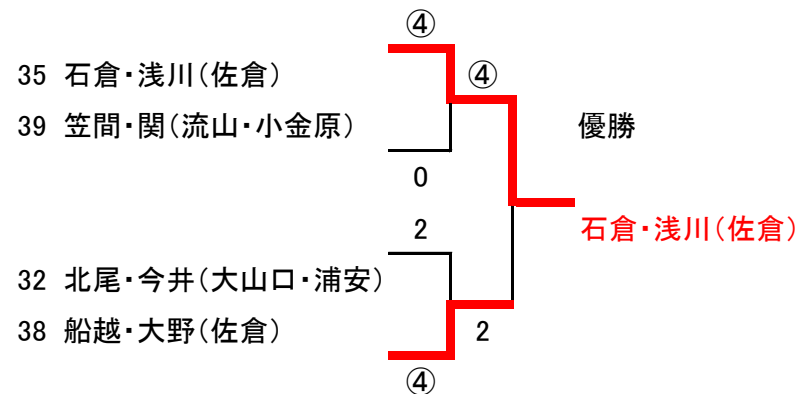 ④
35 石倉・浅川(佐倉)
④
39 笠間・関(流山・小金原)
優勝
0
2
石倉・浅川(佐倉)
32 北尾・今井(大山口・浦安)
38 船越・大野(佐倉)
2
④